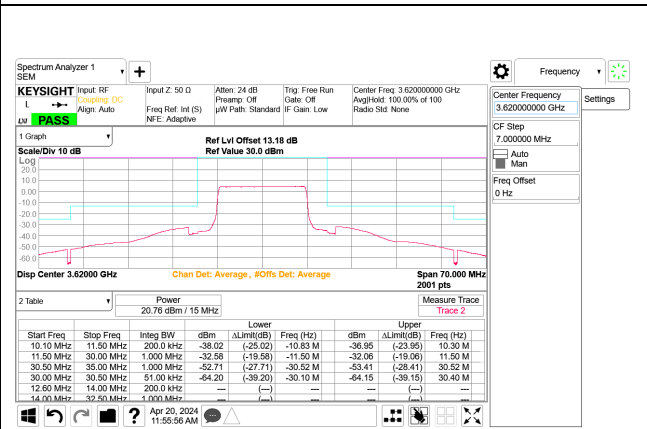 Spectrum Analyzer 1
SEM
Frequency
KEYSIGHT Input: RF Input Z: 50 Ω Atten: 24 dB Trig: Free Run Center Freq: 3.620000000 GHz
Coupling: DC Preamp: Off Gate: Off Avg|Hold: 100.00% of 100
L Align: Auto Freq Ref: Int (S) µW Path: Standard IF Gain: Low Radio Std: None
LXI PASS NFE: Adaptive
Center Frequency
3.620000000 GHz
Settings
CF Step
7.000000 MHz
Auto
Man
Freq Offset
0 Hz
1 Graph
Ref Lvl Offset 13.18 dB
Scale/Div 10 dB Ref Value 30.0 dBm
Log
20.0
10.0
0.00
-10.0
-20.0
-30.0
-40.0
-50.0
-60.0
Disp Center 3.62000 GHz Chan Det: Average, #Offs Det: Average Span 70.000 MHz
2001 pts
2 Table Power Measure Trace
20.76 dBm / 15 MHz Trace 2
Lower Upper
Start Freq Stop Freq Integ BW dBm ∆Limit(dB) Freq (Hz) dBm ∆Limit(dB) Freq (Hz)
10.10 MHz 11.50 MHz 200.0 kHz -38.02 (-25.02) -10.83 M -36.95 (-23.95) 10.30 M
11.50 MHz 30.00 MHz 1.000 MHz -32.58 (-19.58) -11.50 M -32.06 (-19.06) 11.50 M
30.50 MHz 35.00 MHz 1.000 MHz -52.71 (-27.71) -30.52 M -53.41 (-28.41) 30.52 M
30.00 MHz 30.50 MHz 51.00 kHz -64.20 (-39.20) -30.10 M -64.15 (-39.15) 30.40 M
12.60 MHz 14.00 MHz 200.0 kHz --- (---) --- (---) ---
14.00 MHz 32.50 MHz 1.000 MHz --- (---) --- (---) ---
? Apr 20, 2024
11:55:56 AM